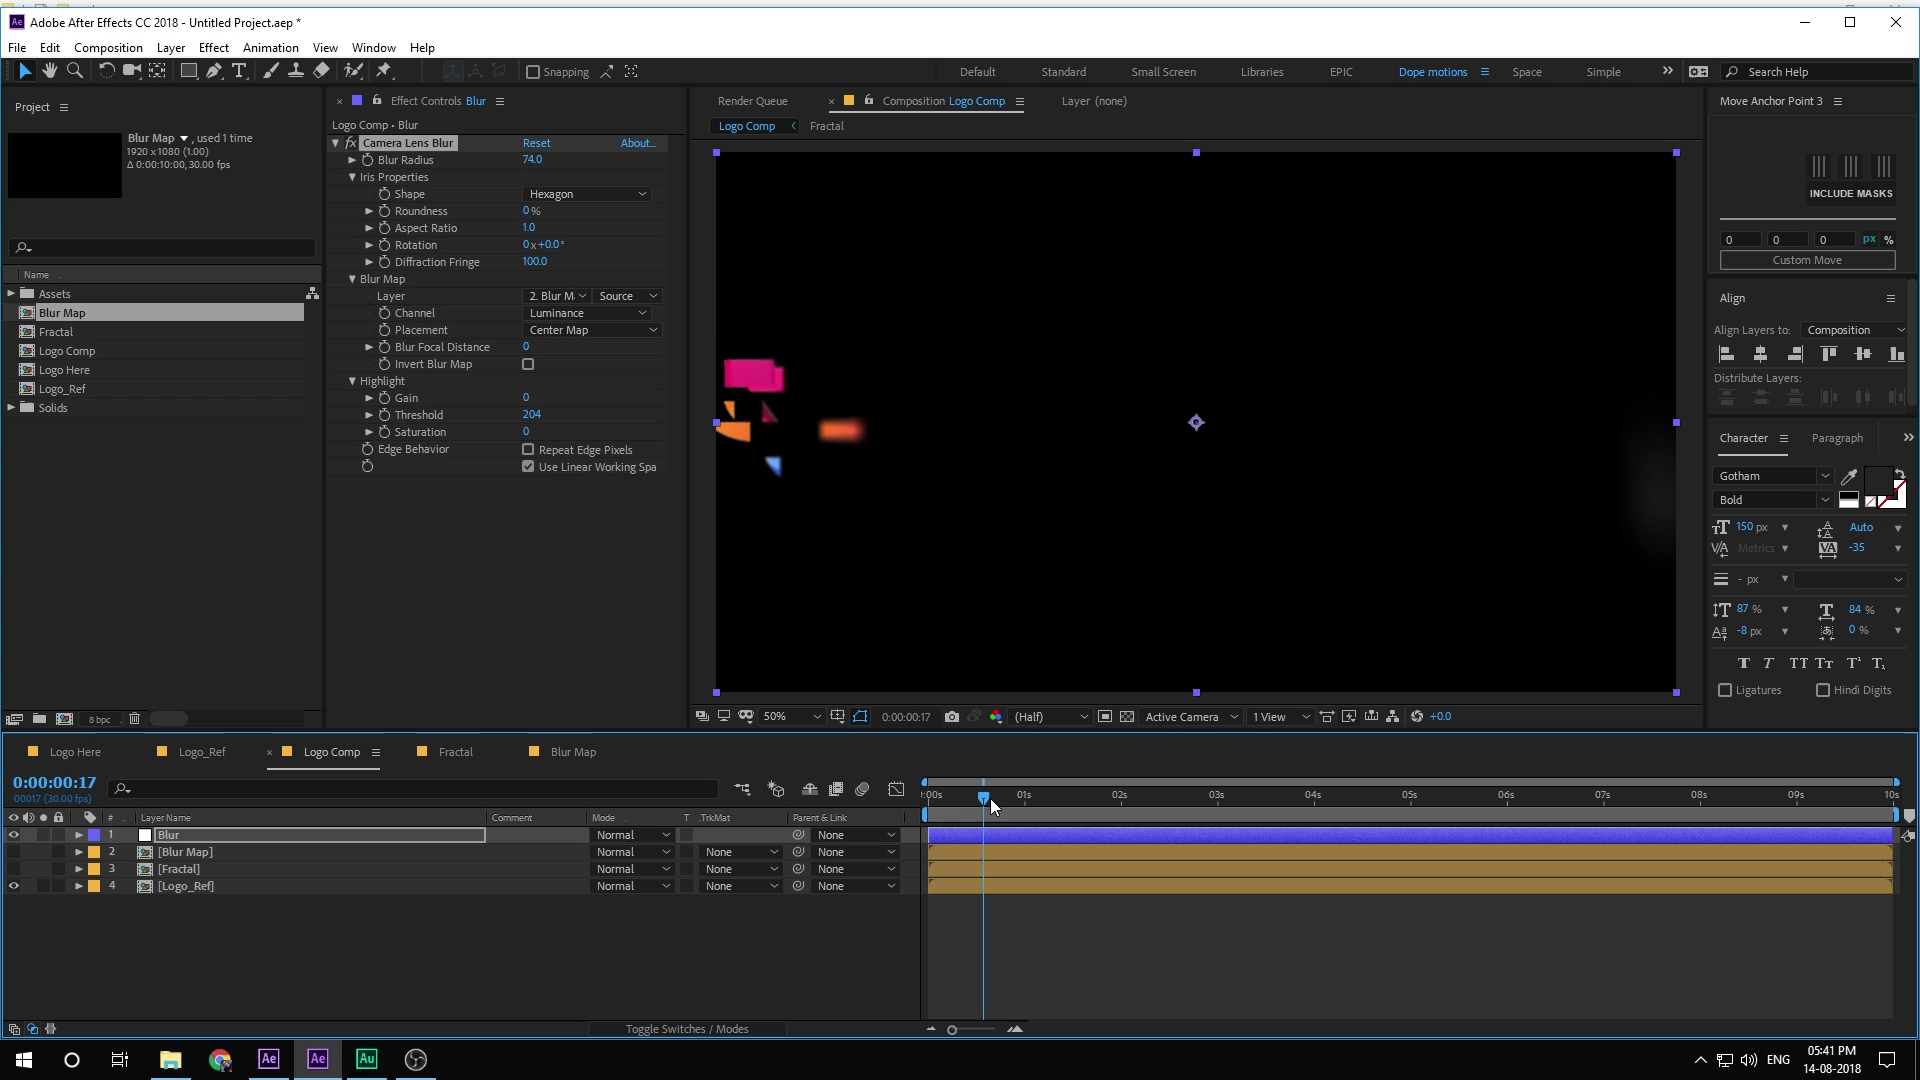 Adobe After Effects CC 2018 - Untitled Project.aep *
File Edit Composition Layer Effect Animation View Window Help
Snapping
Default Standard Small Screen Libraries EPIC Dope motions Space Simple Search Help
Project
Blur Map , used 1 time
1920 x 1080 (1.00)
Δ 0:00:10:00, 30.00 fps
Name
Assets
Blur Map
Fractal
Logo Comp
Logo Here
Logo_Ref
Solids
8 bpc
Effect Controls Blur
Logo Comp • Blur
fx Camera Lens Blur Reset About...
Blur Radius 74.0
Iris Properties
Shape Hexagon
Roundness 0 %
Aspect Ratio 1.0
Rotation 0 x +0.0 °
Diffraction Fringe 100.0
Blur Map
Layer 2. Blur M Source
Channel Luminance
Placement Center Map
Blur Focal Distance 0
Invert Blur Map
Highlight
Gain 0
Threshold 204
Saturation 0
Edge Behavior Repeat Edge Pixels
Use Linear Working Spa
Render Queue Composition Logo Comp Layer (none)
Logo Comp Fractal
50% 0:00:00:17 (Half) Active Camera 1 View +0.0
Move Anchor Point 3
INCLUDE MASKS
0 0 0 px %
Custom Move
Align
Align Layers to: Composition
Distribute Layers:
Character Paragraph
Gotham
Bold
150 px Auto
Metrics -35
- px
87 % 84 %
-8 px 0 %
Ligatures Hindi Digits
Logo Here Logo_Ref Logo Comp Fractal Blur Map
0:00:00:17
00017 (30.00 fps)
# Layer Name Comment Mode T .TrkMat Parent & Link
:00s 01s 02s 03s 04s 05s 06s 07s 08s 09s 10s
1 Blur Normal None
2 [Blur Map] Normal None None
3 [Fractal] Normal None None
4 [Logo_Ref] Normal None None
Toggle Switches / Modes
Ae Ae Au
ENG 05:41 PM
14-08-2018